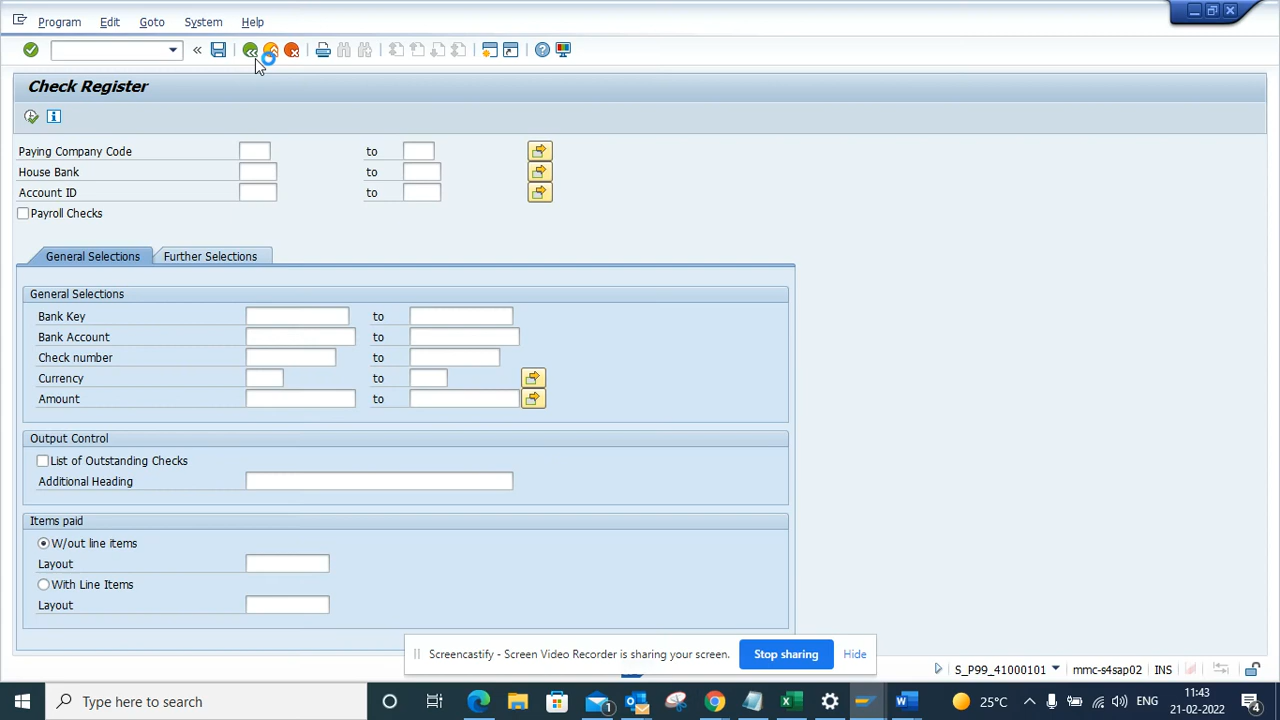 Program Edit Goto System Help
Check Register
Paying Company Code to
House Bank to
Account ID to
Payroll Checks
General Selections Further Selections
General Selections
Bank Key to
Bank Account to
Check number to
Currency to
Amount to
Output Control
List of Outstanding Checks
Additional Heading
Items paid
W/out line items
Layout
With Line Items
Layout
Screencastify - Screen Video Recorder is sharing your screen. Stop sharing Hide
S_P99_41000101 mmc-s4sap02 INS
Type here to search 1 25°C ENG 11:43 21-02-2022 4